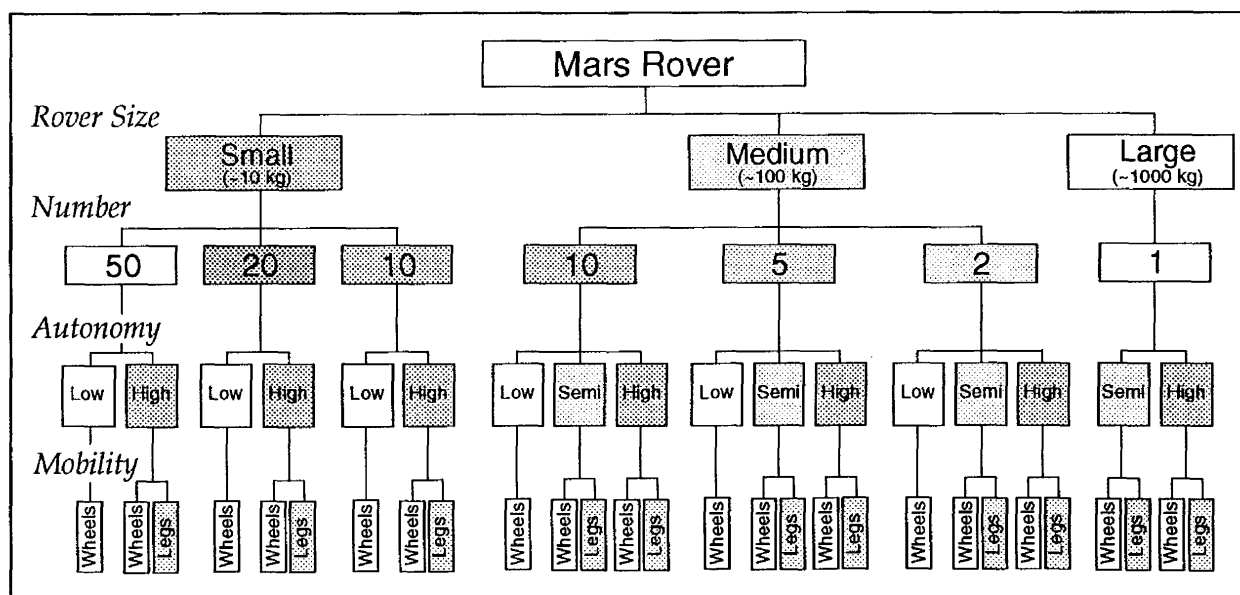 Mars Rover
Rover Size
Small
(~10 kg)
Medium
(~100 kg)
Large
(~1000 kg)
Number
50 20 10 10 5 2 1
Autonomy
Low High Low High Low High Low Semi High Low Semi High Low Semi High Semi High
Mobility
Wheels Wheels Legs Wheels Wheels Legs Wheels Wheels Legs Wheels Wheels Legs Wheels Legs Wheels Wheels Legs Wheels Legs Wheels Wheels Legs Wheels Legs Wheels Legs Wheels Legs